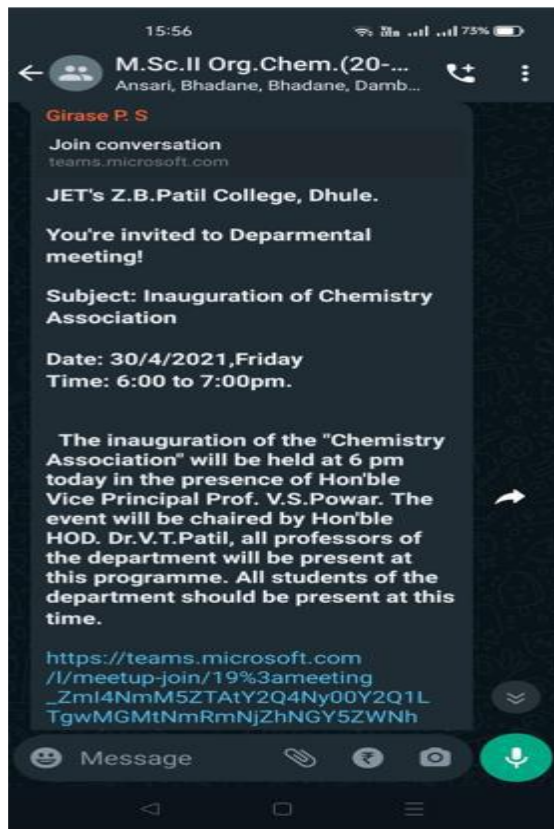 15:56
73%
M.Sc.II Org.Chem.(20-...
Ansari, Bhadane, Bhadane, Damb...
Girase P. S
Join conversation
teams.microsoft.com
JET's Z.B.Patil College, Dhule.
You're invited to Deparmental
meeting!
Subject: Inauguration of Chemistry
Association
Date: 30/4/2021,Friday
Time: 6:00 to 7:00pm.
The inauguration of the "Chemistry
Association" will be held at 6 pm
today in the presence of Hon'ble
Vice Principal Prof. V.S.Powar. The
event will be chaired by Hon'ble
HOD. Dr.V.T.Patil, all professors of
the department will be present at
this programme. All students of the
department should be present at this
time.
https://teams.microsoft.com
/l/meetup-join/19%3ameeting
_ZmI4NmM5ZTAtY2Q4Ny00Y2Q1L
TgwMGMtNmRmNjZhNGY5ZWNh
Message